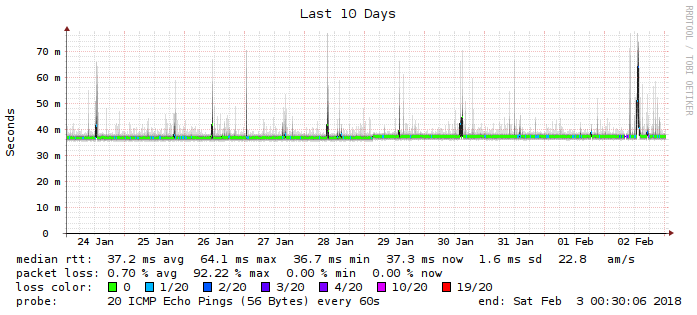 Last 10 Days
RRDTOOL / TOBI OETIKER
Seconds
70 m
60 m
50 m
40 m
30 m
20 m
10 m
0
24 Jan 25 Jan 26 Jan 27 Jan 28 Jan 29 Jan 30 Jan 31 Jan 01 Feb 02 Feb
median rtt: 37.2 ms avg 64.1 ms max 36.7 ms min 37.3 ms now 1.6 ms sd 22.8 am/s
packet loss: 0.70 % avg 92.22 % max 0.00 % min 0.00 % now
loss color: 0 1/20 2/20 3/20 4/20 10/20 19/20
probe: 20 ICMP Echo Pings (56 Bytes) every 60s end: Sat Feb 3 00:30:06 2018